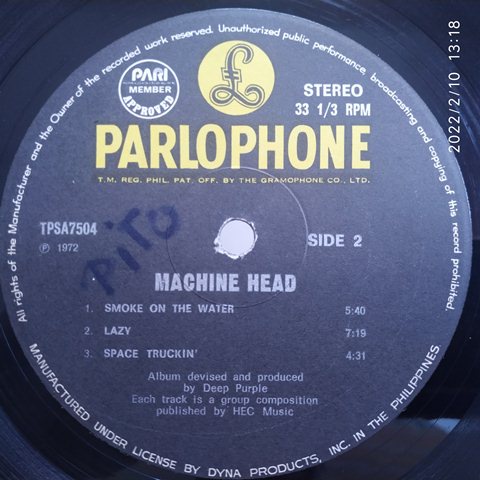 All rights of the Manufacturer and the Owner of the recorded work reserved. Unauthorized public performance, broadcasting and copying of this record prohibited.
PARI
MEMBER
APPROVED
£
STEREO
33 1/3 RPM
PARLOPHONE
T.M. REG. PHIL. PAT. OFF. BY THE GRAMOPHONE CO., LTD.
TPSA7504
Ⓟ 1972
PITO
SIDE 2
MACHINE HEAD
1. SMOKE ON THE WATER 5:40
2. LAZY 7:19
3. SPACE TRUCKIN' 4:31
Album devised and produced
by Deep Purple
Each track is a group composition
published by HEC Music
MANUFACTURED UNDER LICENSE BY DYNA PRODUCTS, INC. IN THE PHILIPPINES
2022/2/10 13:18